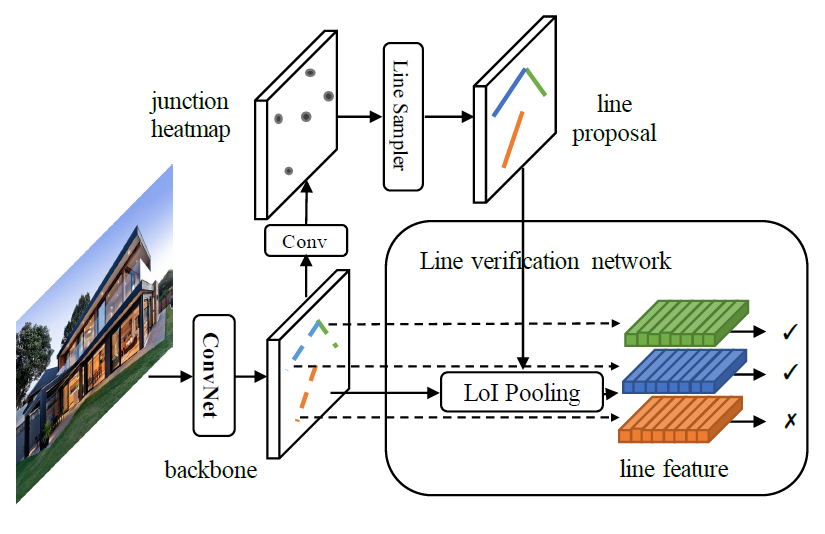 junction
heatmap
Line Sampler
line
proposal
Conv
Line verification network
ConvNet
LoI Pooling
backbone
line feature